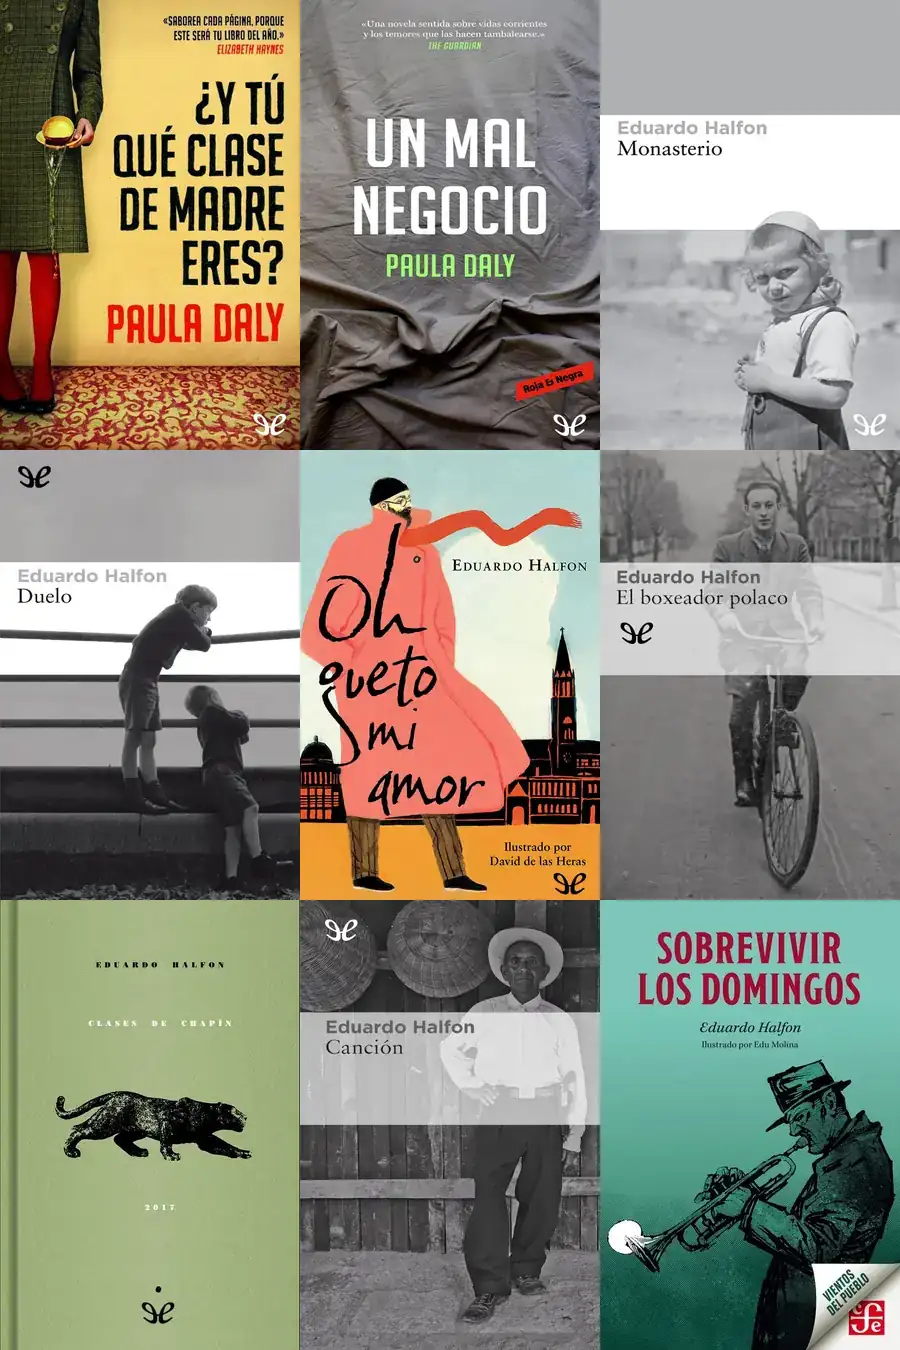 «SABOREA CADA PÁGINA, PORQUE
ESTE SERÁ TU LIBRO DEL AÑO.»
ELIZABETH HAYNES
¿Y TÚ
QUÉ CLASE
DE MADRE
ERES?
PAULA DALY
«Una novela sentida sobre vidas corrientes
y los temores que las hacen tambalearse.»
THE GUARDIAN
UN MAL
NEGOCIO
PAULA DALY
Roja & Negra
Eduardo Halfon
Monasterio
Eduardo Halfon
Duelo
EDUARDO HALFON
Oh
gueto
mi
amor
Ilustrado por
David de las Heras
Eduardo Halfon
El boxeador polaco
EDUARDO HALFON
CLASES DE CHAPÍN
2017
Eduardo Halfon
Canción
SOBREVIVIR
LOS DOMINGOS
Eduardo Halfon
Ilustrado por Edu Molina
VIENTOS
DEL PUEBLO
cfe